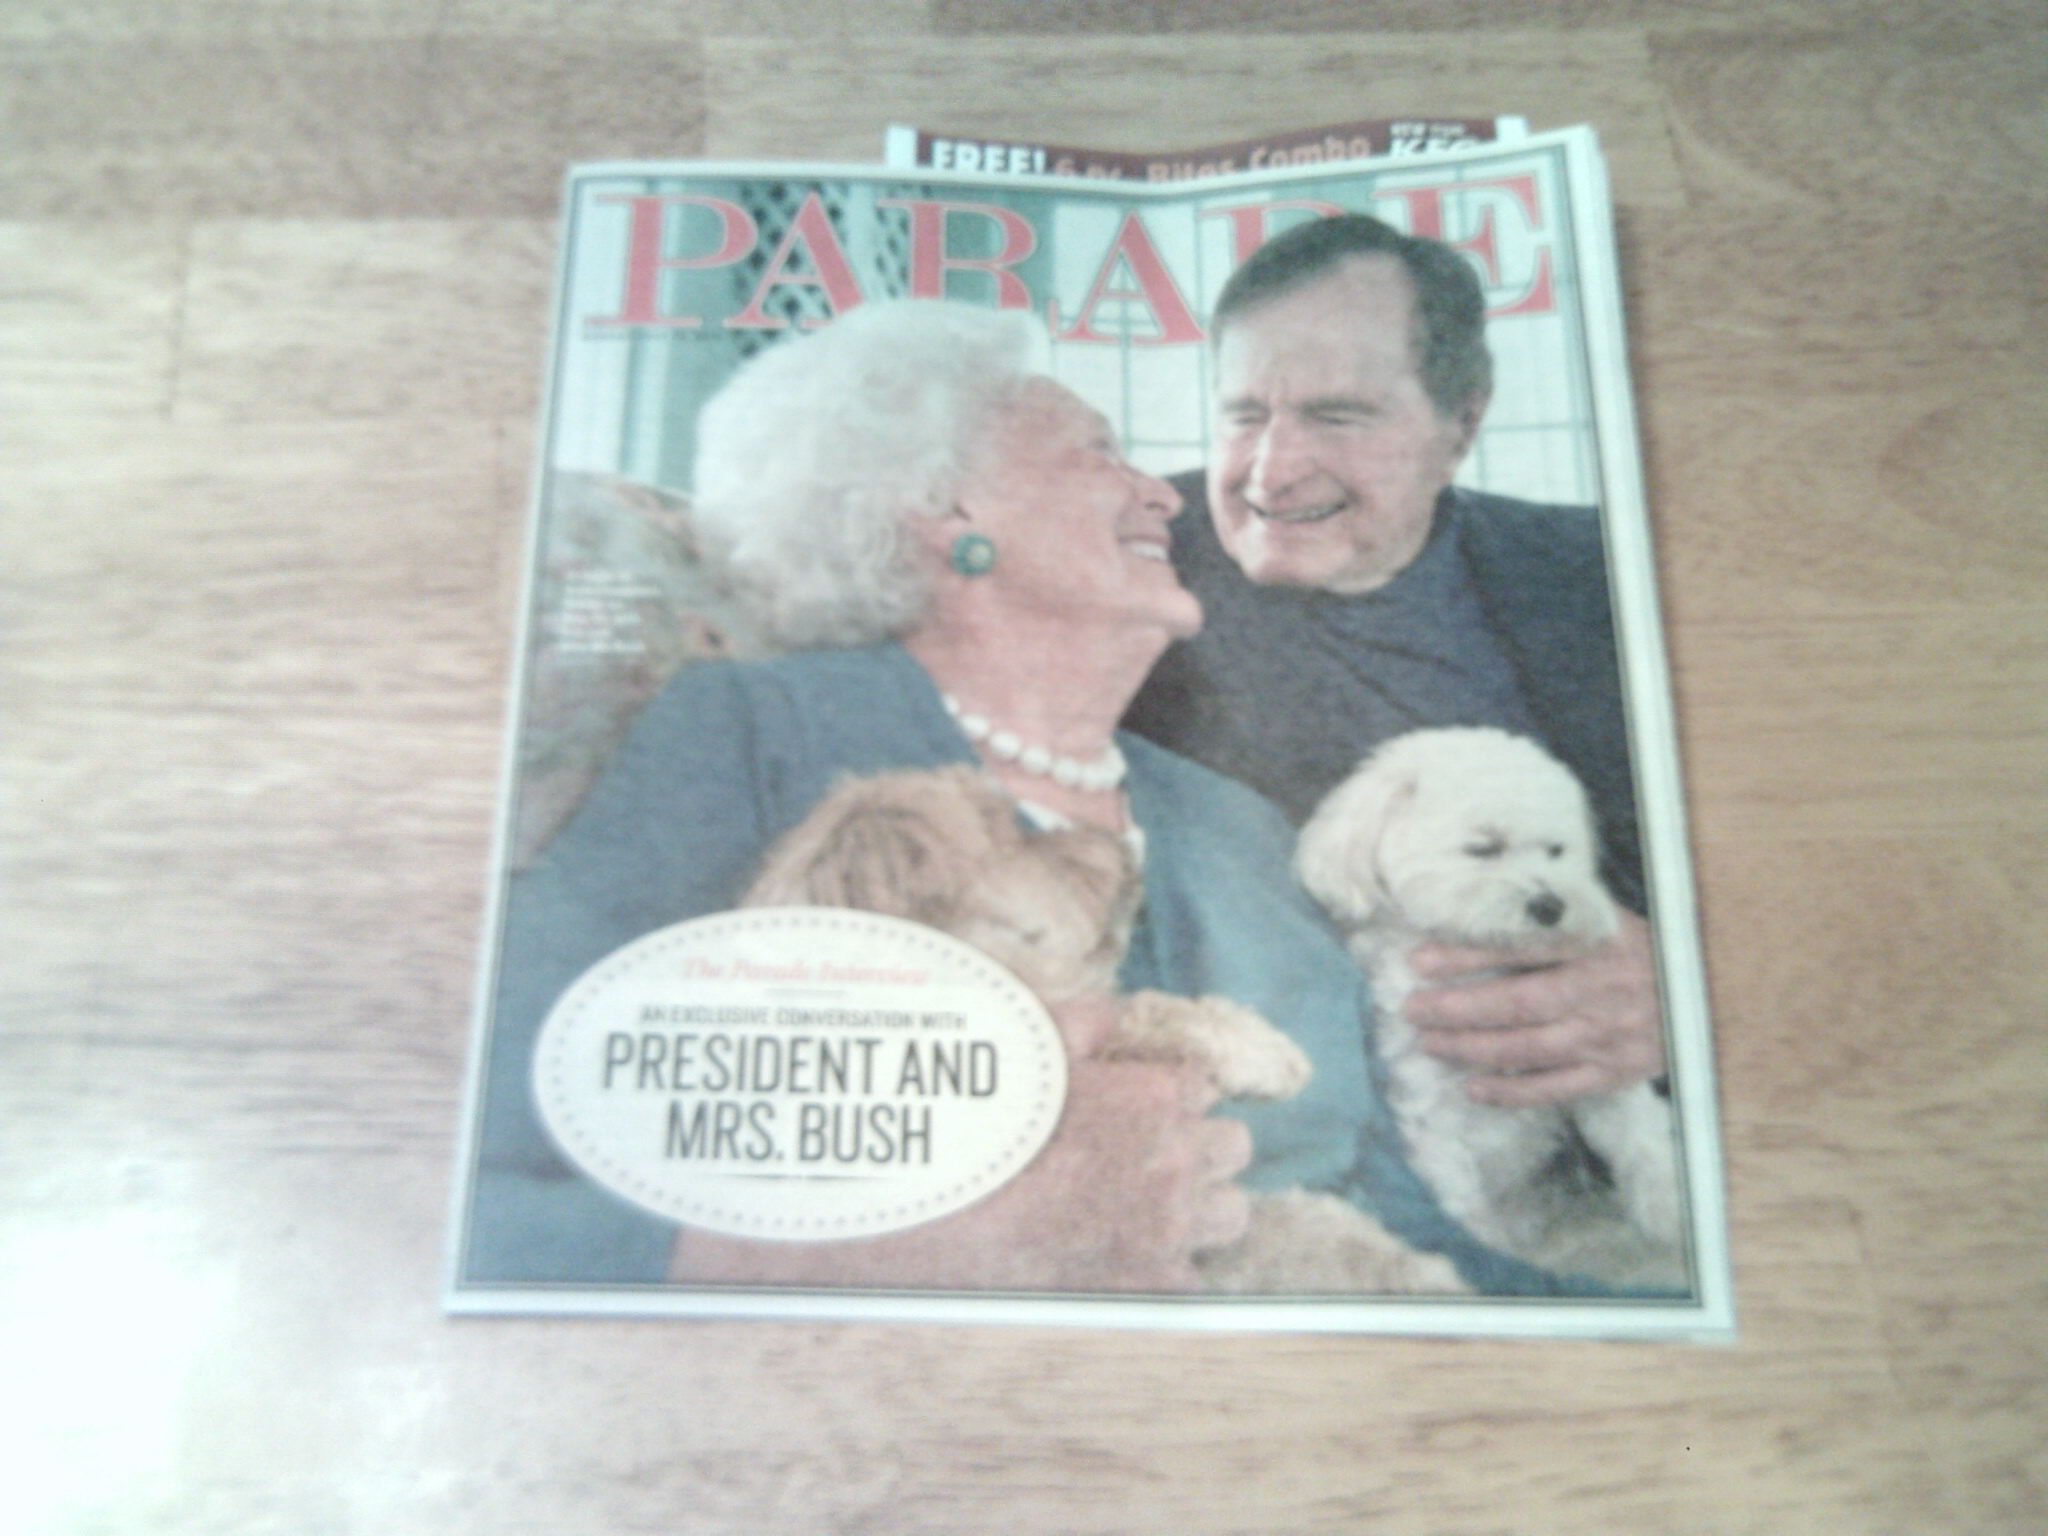 FREE! 6 pc. Bites Combo KFC
PARADE
The Parade Interview
AN EXCLUSIVE CONVERSATION WITH
PRESIDENT AND
MRS. BUSH